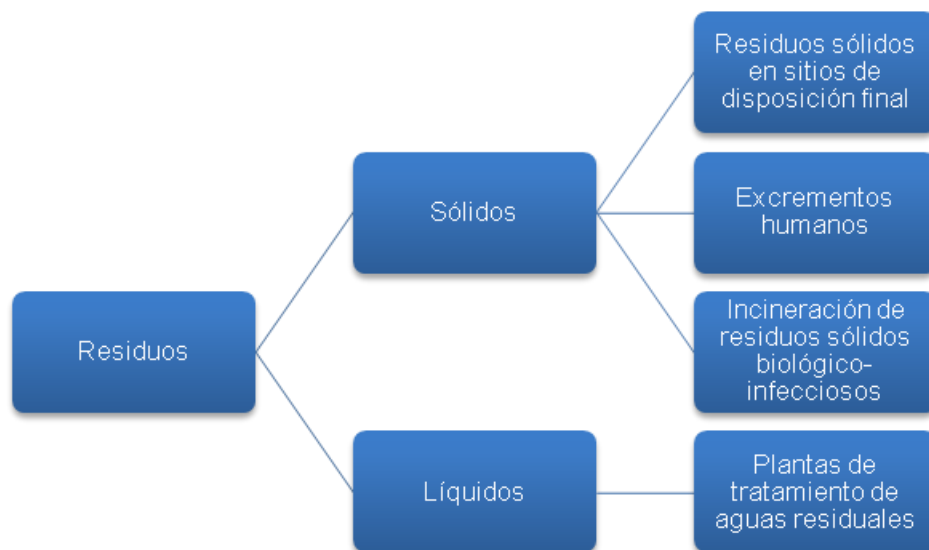 Residuos
Sólidos
Residuos sólidos
en sitios de
disposición final
Excrementos
humanos
Incineración de
residuos sólidos
biológico-
infecciosos
Líquidos
Plantas de
tratamiento de
aguas residuales